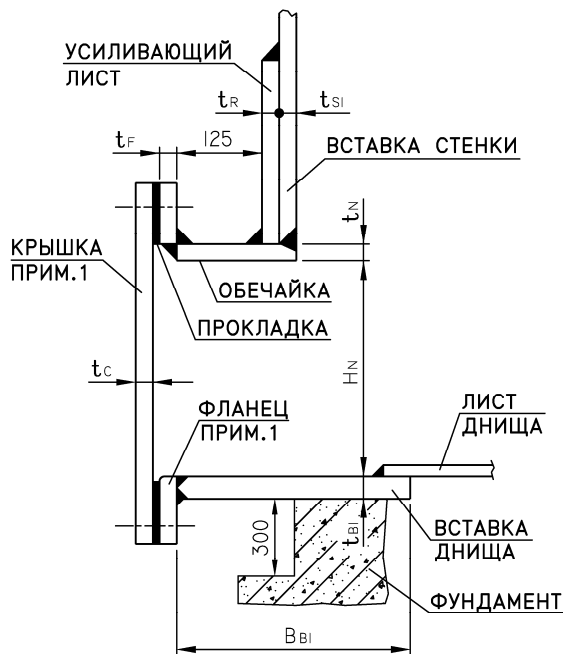 УСИЛИВАЮЩИЙ
ЛИСТ
tR
tSI
tF
125
ВСТАВКА СТЕНКИ
tN
КРЫШКА
ПРИМ.1
ОБЕЧАЙКА
ПРОКЛАДКА
tC
HN
ФЛАНЕЦ
ПРИМ.1
ЛИСТ
ДНИЩА
300
tBI
ВСТАВКА
ДНИЩА
ФУНДАМЕНТ
BBI